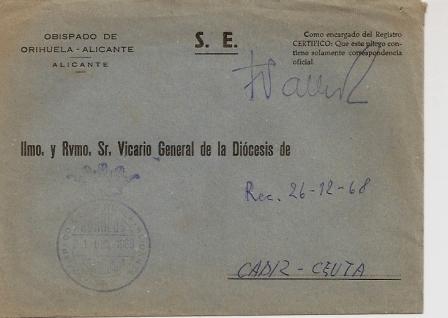 OBISPADO DE
ORIHUELA - ALICANTE
ALICANTE
S. E.
Como encargado del Registro
CERTIFICO: Que este pliego con-
tiene solamente correspondencia
oficial
Ilmo. y Rvmo. Sr. Vicario General de la Diócesis de
Rec. 26-12-68
CADIZ - CEUTA